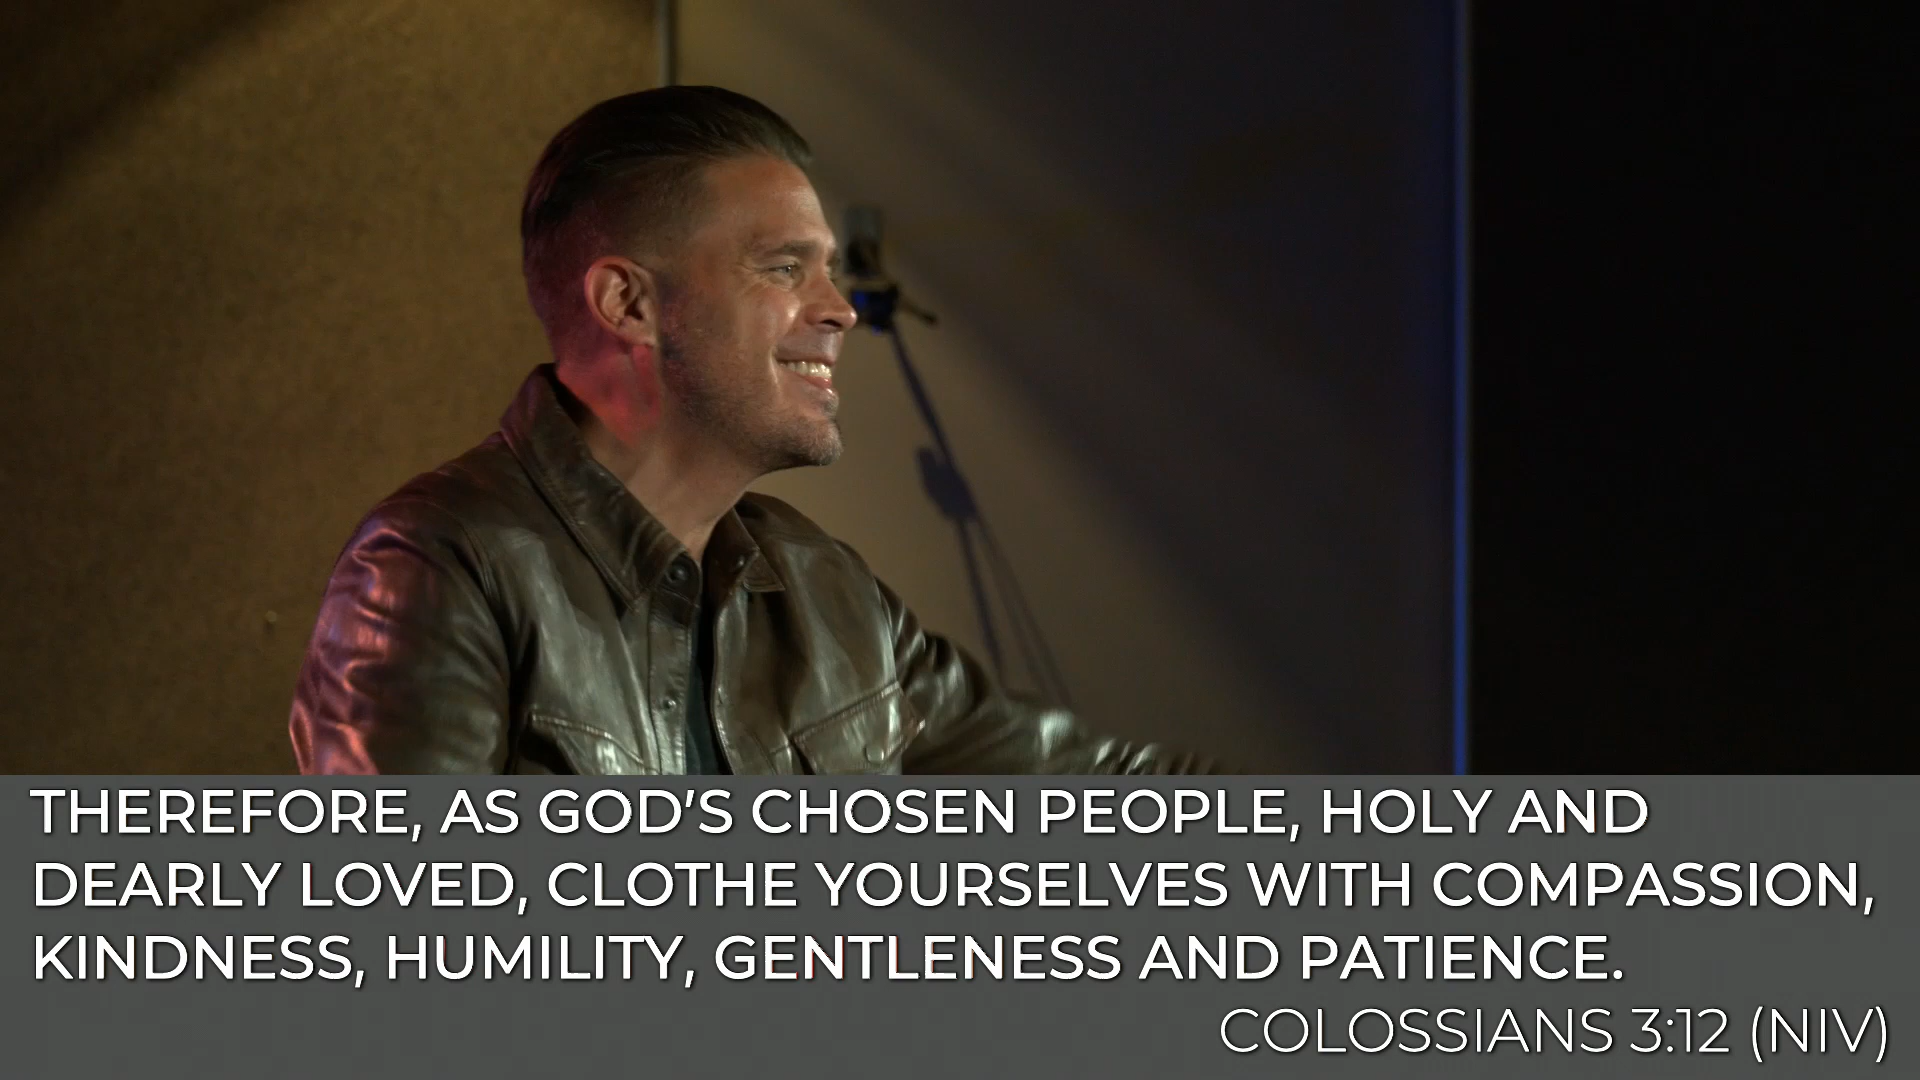 THEREFORE, AS GOD'S CHOSEN PEOPLE, HOLY AND
DEARLY LOVED, CLOTHE YOURSELVES WITH COMPASSION,
KINDNESS, HUMILITY, GENTLENESS AND PATIENCE.
COLOSSIANS 3:12 (NIV)